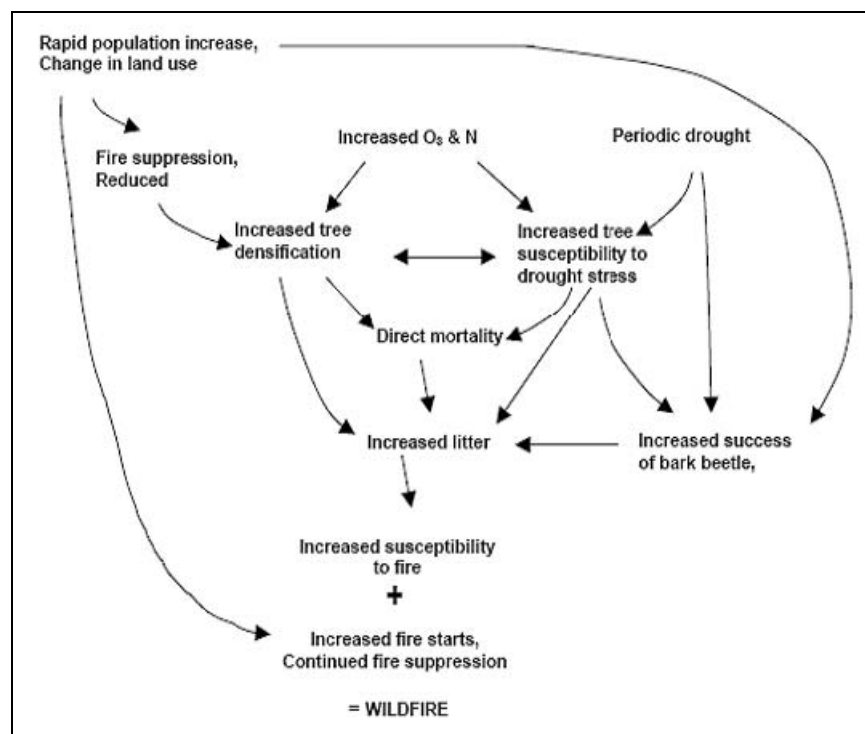 Rapid population increase,
Change in land use
Increased O₃ & N
Periodic drought
Fire suppression,
Reduced
Increased tree
densification
Increased tree
susceptibility to
drought stress
Direct mortality
Increased litter
Increased success
of bark beetle,
Increased susceptibility
to fire
+
Increased fire starts,
Continued fire suppression
= WILDFIRE